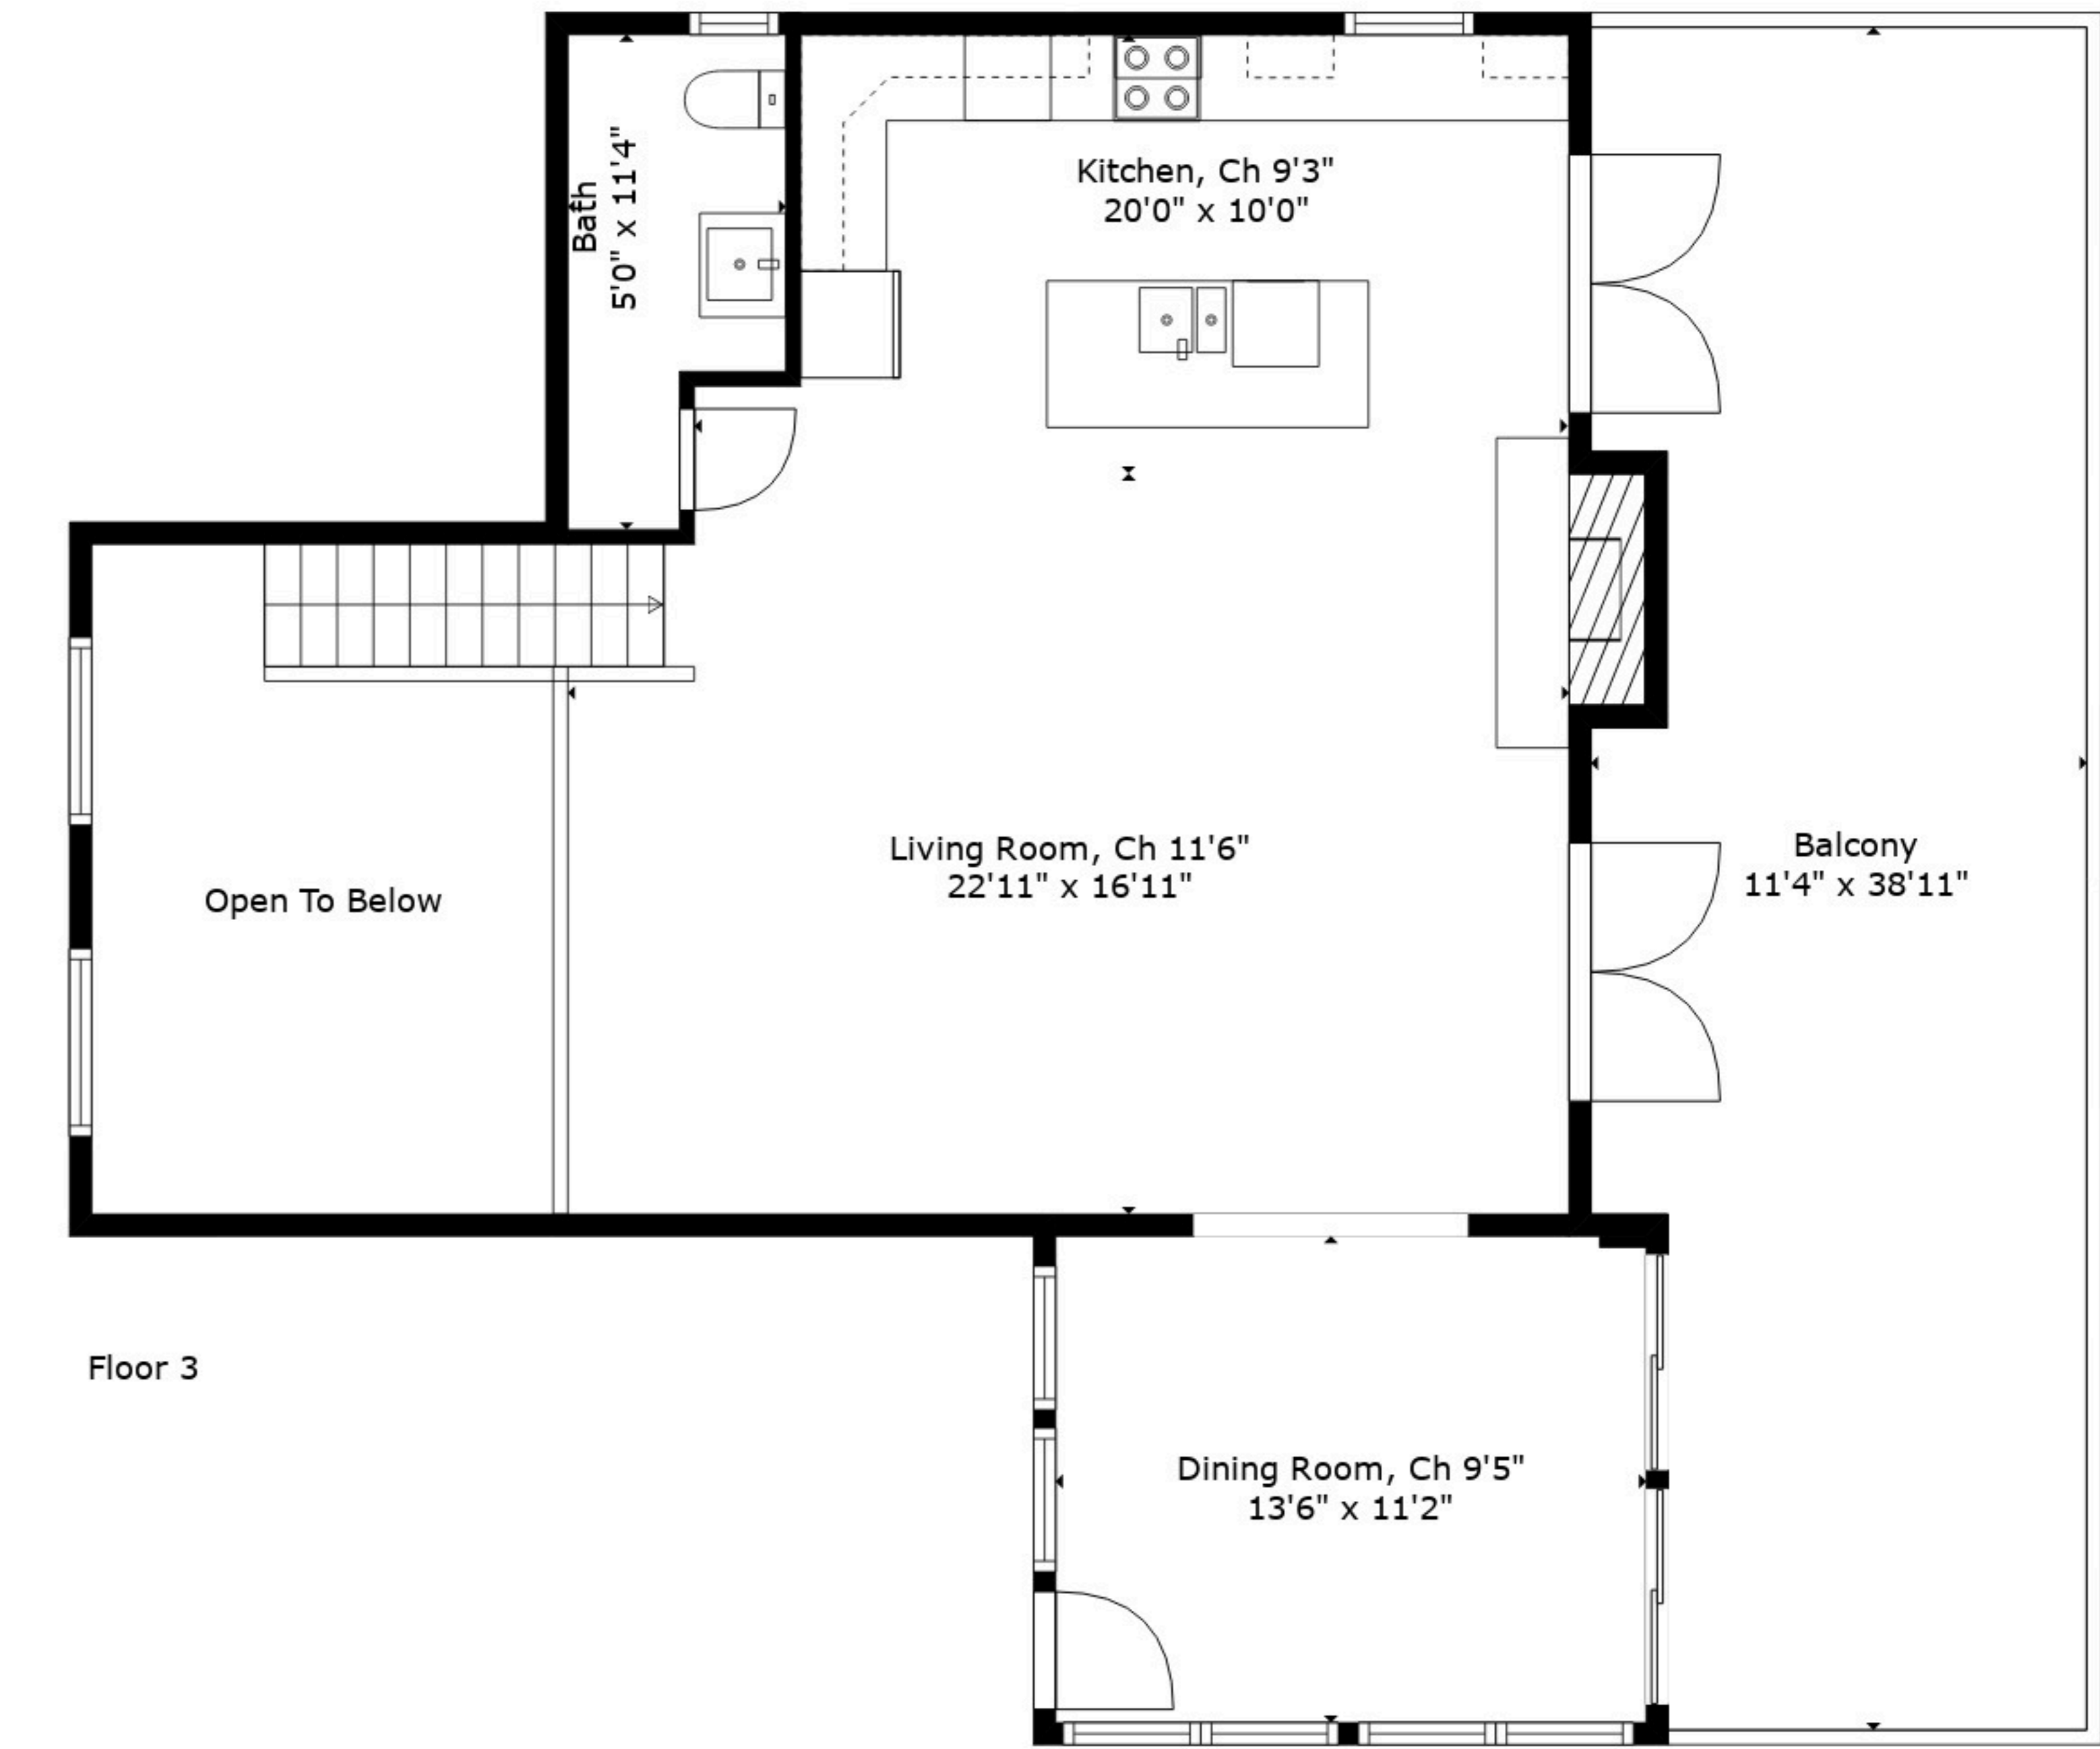 Bath
5'0" x 11'4"
Kitchen, Ch 9'3"
20'0" x 10'0"
Living Room, Ch 11'6"
22'11" x 16'11"
Balcony
11'4" x 38'11"
Open To Below
Floor 3
Dining Room, Ch 9'5"
13'6" x 11'2"